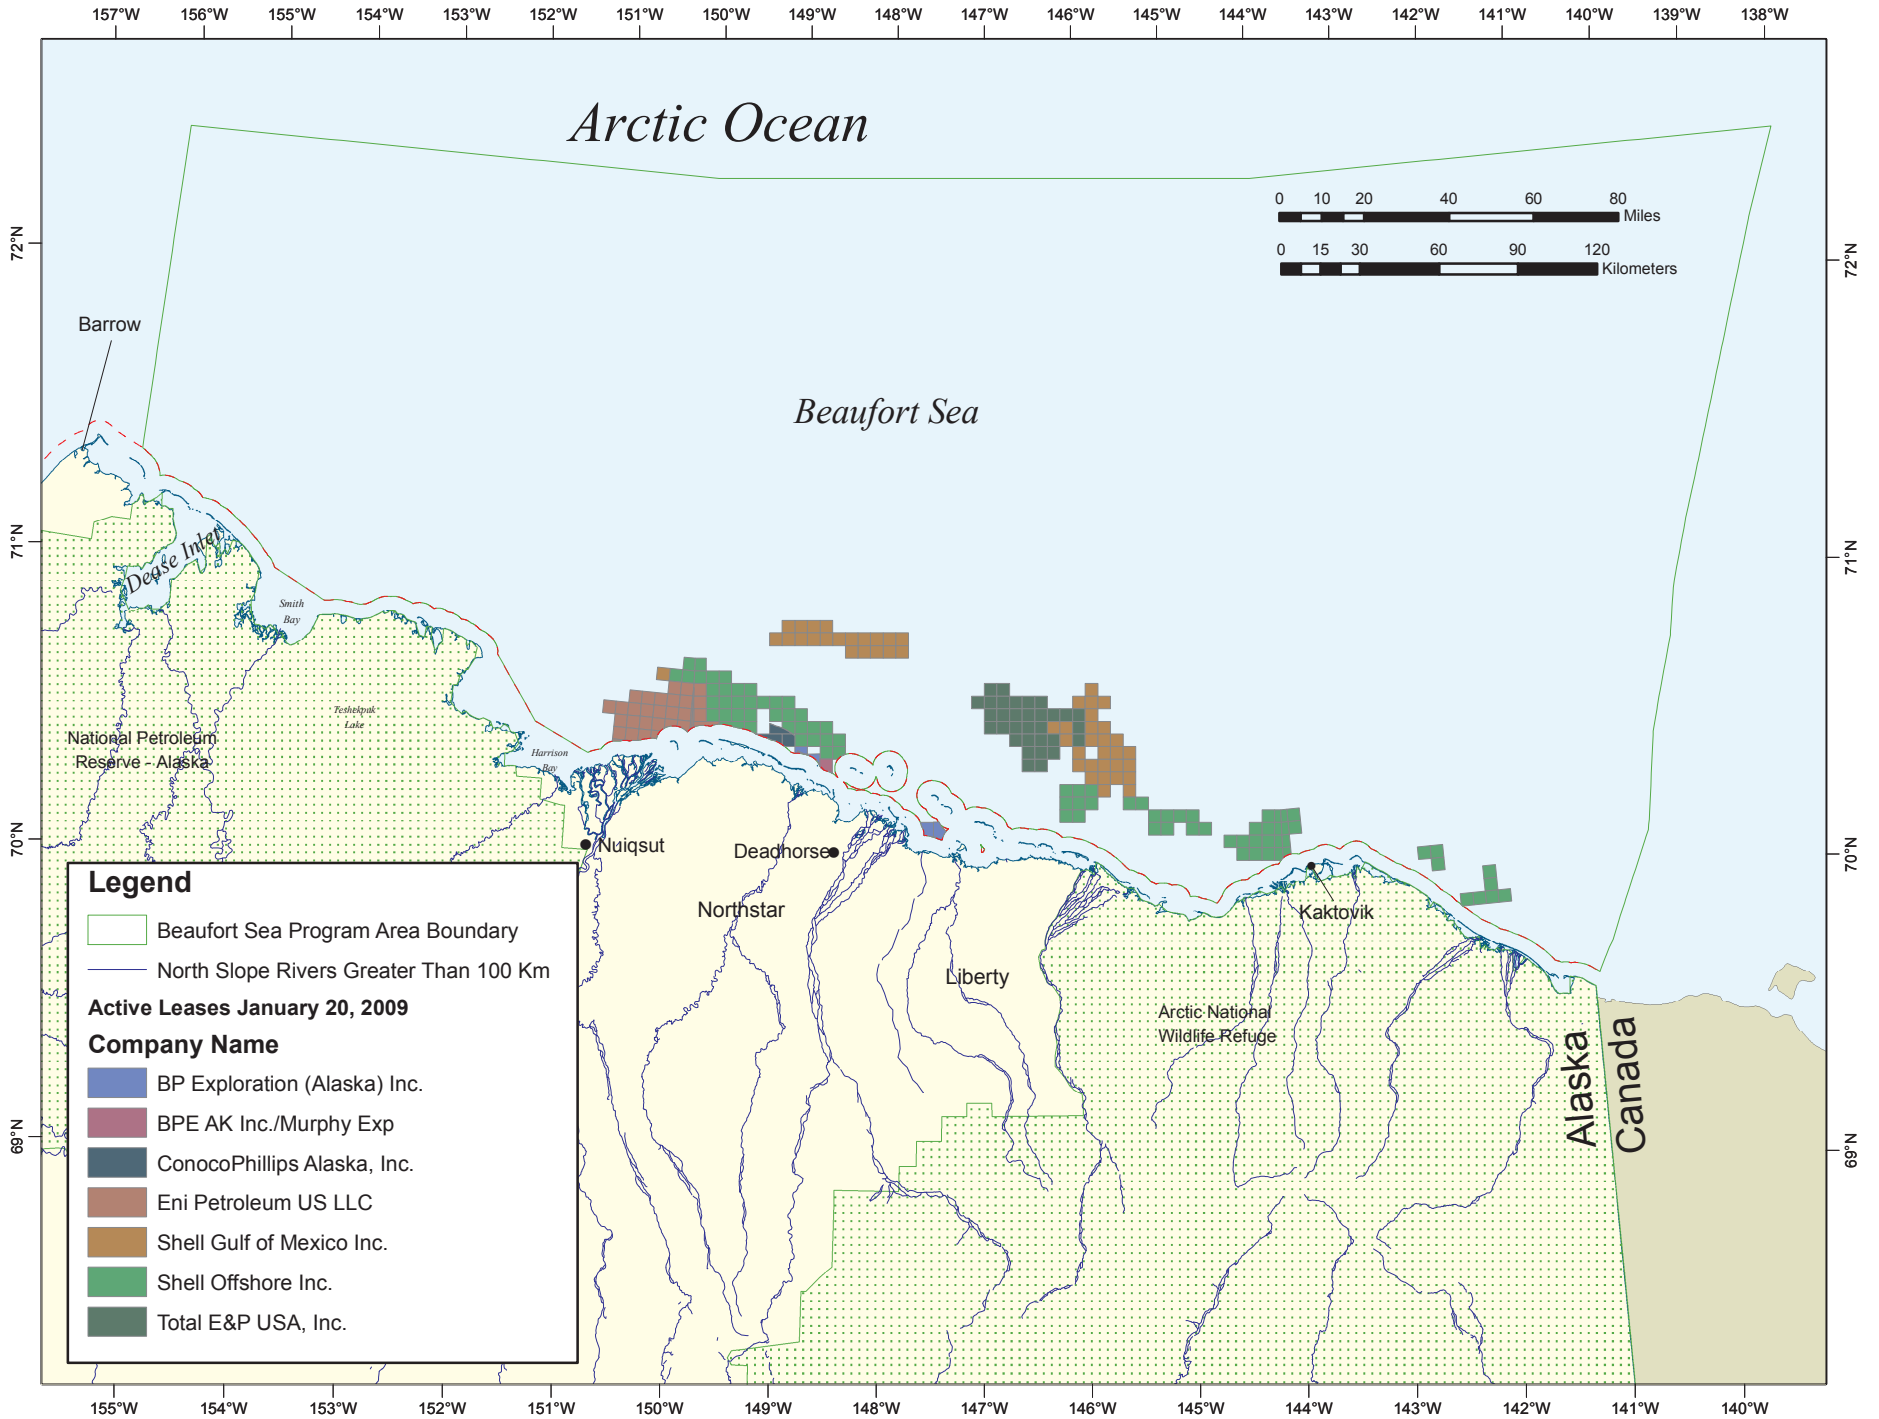 157°W 156°W 155°W 154°W 153°W 152°W 151°W 150°W 149°W 148°W 147°W 146°W 145°W 144°W 143°W 142°W 141°W 140°W 139°W 138°W
Arctic Ocean
0 10 20 40 60 80
Miles
0 15 30 60 90 120
Kilometers
72°N
72°N
Barrow
Beaufort Sea
71°N
71°N
Dease Inlet
Smith
Bay
Teshekpuk
Lake
National Petroleum
Reserve - Alaska
Harrison
Bay
70°N
70°N
Nuiqsut
Deadhorse
Northstar
Kaktovik
Liberty
Arctic National
Wildlife Refuge
Alaska
Canada
69°N
69°N
Legend
Beaufort Sea Program Area Boundary
North Slope Rivers Greater Than 100 Km
Active Leases January 20, 2009
Company Name
BP Exploration (Alaska) Inc.
BPE AK Inc./Murphy Exp
ConocoPhillips Alaska, Inc.
Eni Petroleum US LLC
Shell Gulf of Mexico Inc.
Shell Offshore Inc.
Total E&P USA, Inc.
155°W 154°W 153°W 152°W 151°W 150°W 149°W 148°W 147°W 146°W 145°W 144°W 143°W 142°W 141°W 140°W